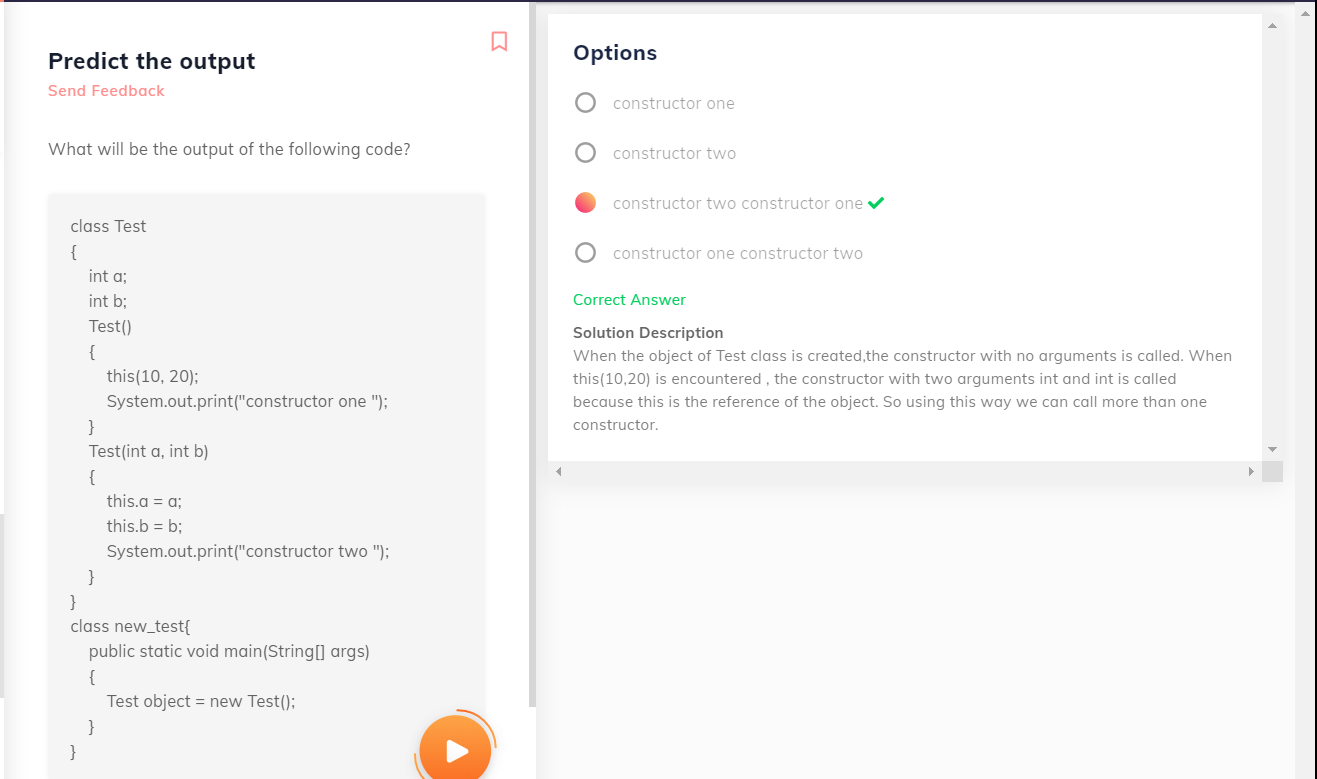 Predict the output
Send Feedback
What will be the output of the following code?
class Test
{
int a;
int b;
Test()
{
this(10, 20);
System.out.print("constructor one ");
}
Test(int a, int b)
{
this.a = a;
this.b = b;
System.out.print("constructor two ");
}
}
class new_test{
public static void main(String[] args)
{
Test object = new Test();
}
}
Options
constructor one
constructor two
constructor two constructor one
constructor one constructor two
Correct Answer
Solution Description
When the object of Test class is created,the constructor with no arguments is called. When
this(10,20) is encountered , the constructor with two arguments int and int is called
because this is the reference of the object. So using this way we can call more than one
constructor.